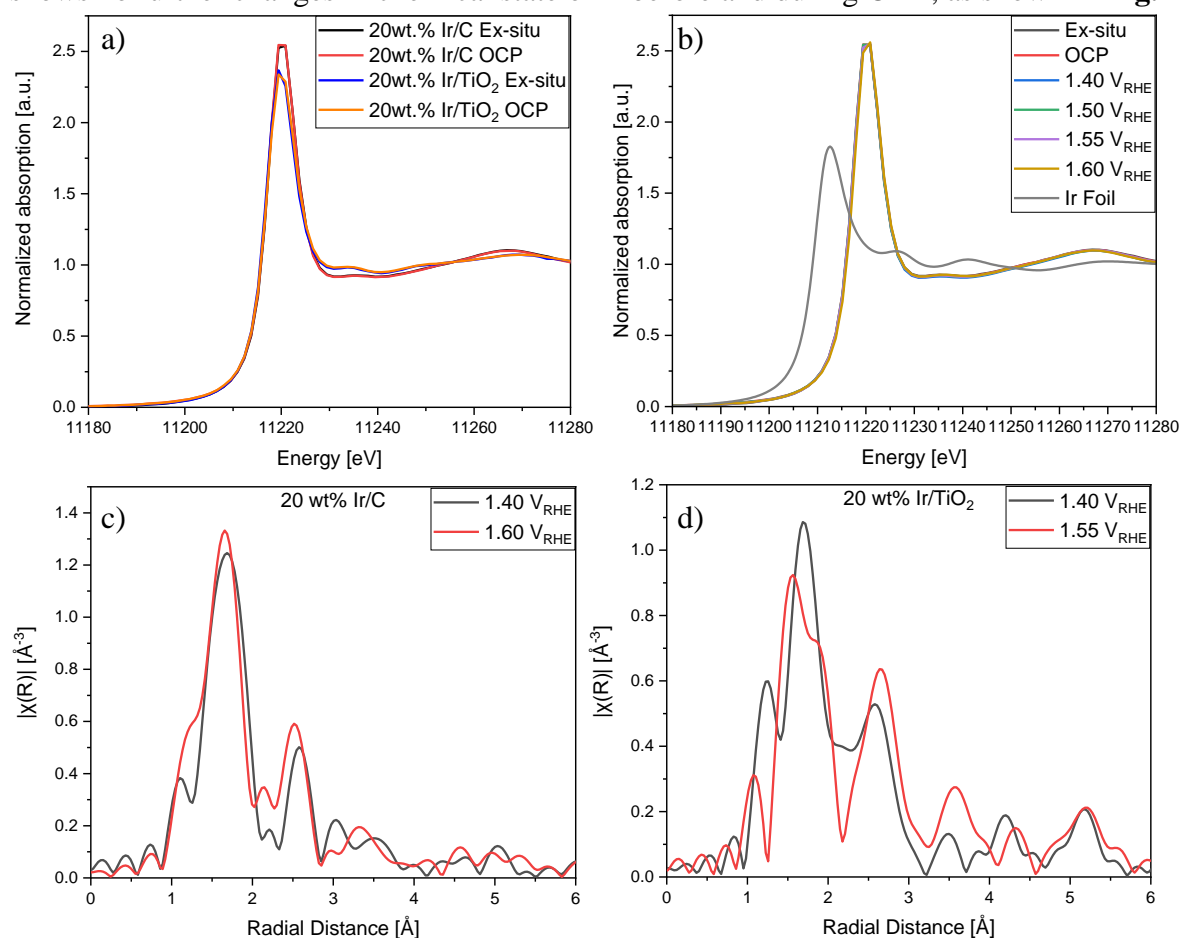 changes in as shown in
a)
20wt.% Ir/C Ex-situ
20wt.% Ir/C OCP
20wt.% Ir/TiO2 Ex-situ
20wt.% Ir/TiO2 OCP
2.5
2.0
1.5
1.0
0.5
0.0
Normalized absorption [a.u.]
11180 11200 11220 11240 11260 11280
Energy [eV]
b)
Ex-situ
OCP
1.40 VRHE
1.50 VRHE
1.55 VRHE
1.60 VRHE
Ir Foil
2.5
2.0
1.5
1.0
0.5
0.0
Normalized absorption [a.u.]
11180 11190 11200 11210 11220 11230 11240 11250 11260 11270 11280
Energy [eV]
c)
20 wt% Ir/C
1.40 VRHE
1.60 VRHE
1.4
1.2
1.0
0.8
0.6
0.4
0.2
0.0
|χ(R)| [Å-3]
0 1 2 3 4 5 6
Radial Distance [Å]
d)
20 wt% Ir/TiO2
1.40 VRHE
1.55 VRHE
1.2
1.0
0.8
0.6
0.4
0.2
0.0
|χ(R)| [Å-3]
0 1 2 3 4 5 6
Radial Distance [Å]